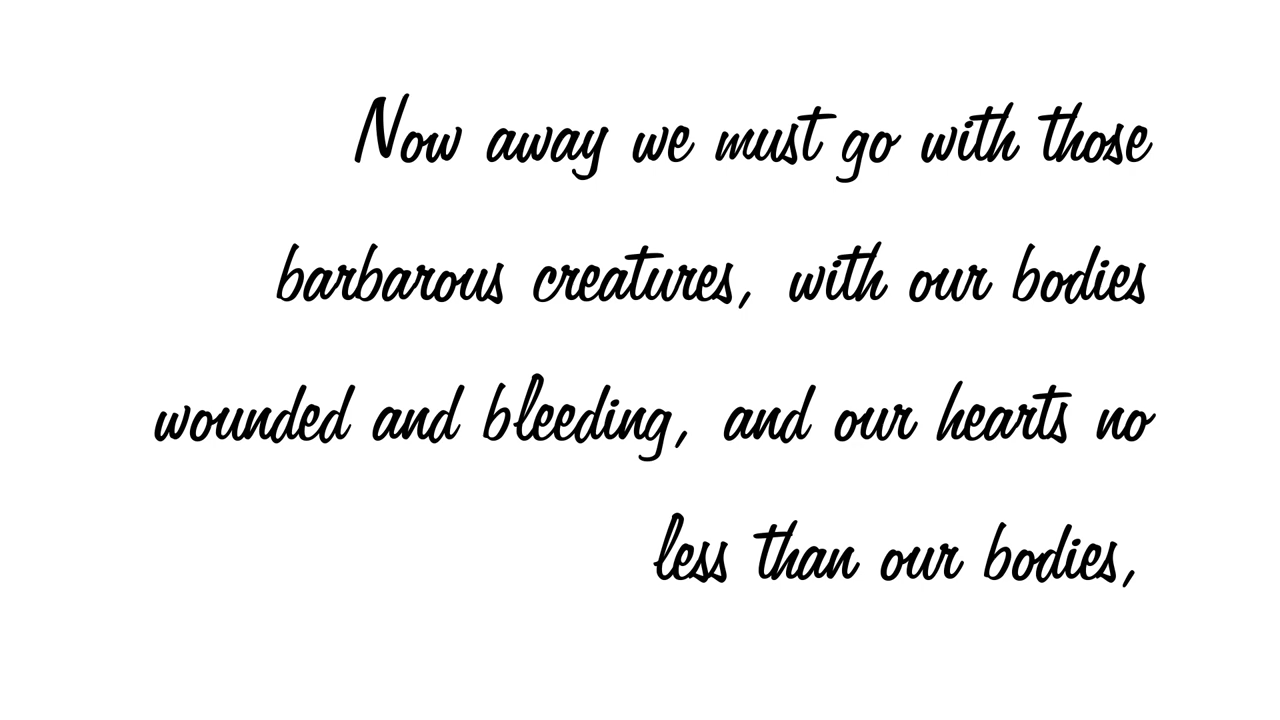 Now away we must go with those
barbarous creatures, with our bodies
wounded and bleeding, and our hearts no
less than our bodies,